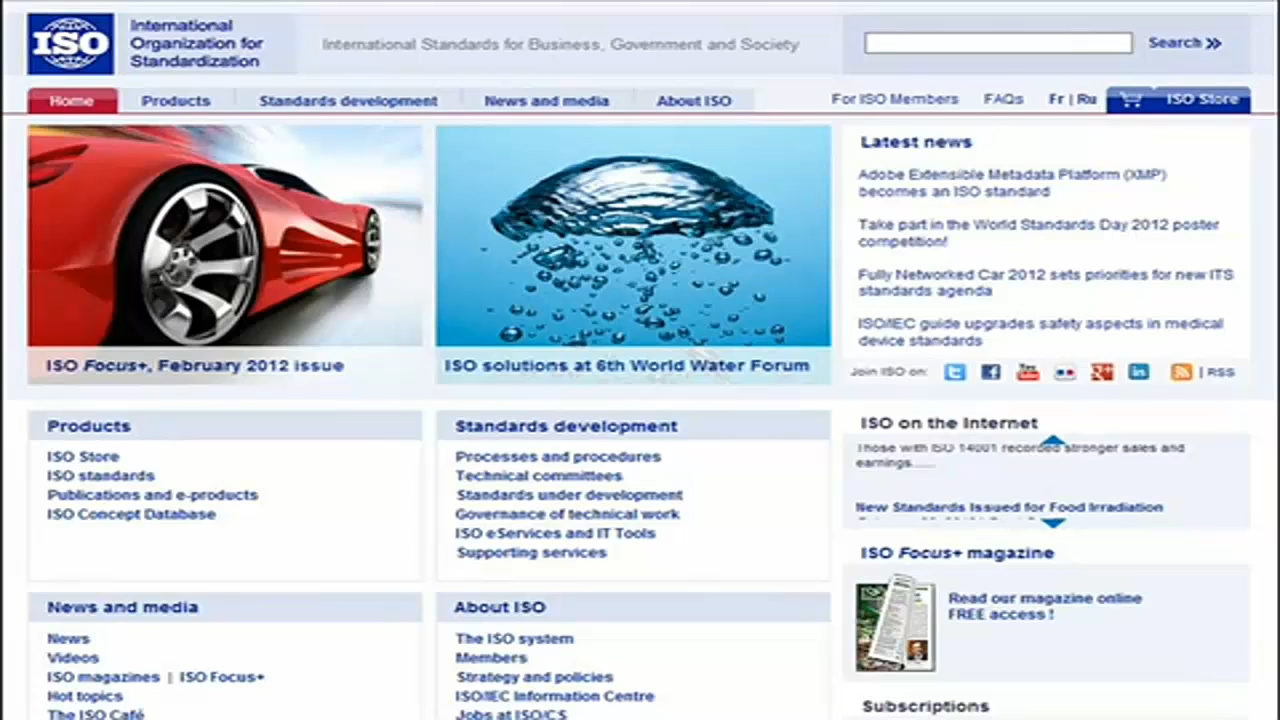 ISO
International
Organization for
Standardization
International Standards for Business, Government and Society
Search
Home
Products
Standards development
News and media
About ISO
For ISO Members
FAQs
Fr | Ru
ISO Store
ISO Focus+, February 2012 issue
ISO solutions at 6th World Water Forum
Latest news
Adobe Extensible Metadata Platform (XMP)
becomes an ISO standard
Take part in the World Standards Day 2012 poster
competition!
Fully Networked Car 2012 sets priorities for new ITS
standards agenda
ISO/IEC guide upgrades safety aspects in medical
device standards
Join ISO on:
| RSS
Products
ISO Store
ISO standards
Publications and e-products
ISO Concept Database
Standards development
Processes and procedures
Technical committees
Standards under development
Governance of technical work
ISO eServices and IT Tools
Supporting services
ISO on the Internet
Those with ISO 14001 recorded stronger sales and
earnings......
New Standards Issued for Food Irradiation
ISO Focus+ magazine
Read our magazine online
FREE access !
News and media
News
Videos
ISO magazines | ISO Focus+
Hot topics
The ISO Café
About ISO
The ISO system
Members
Strategy and policies
ISO/IEC Information Centre
Jobs at ISO/CS
Subscriptions